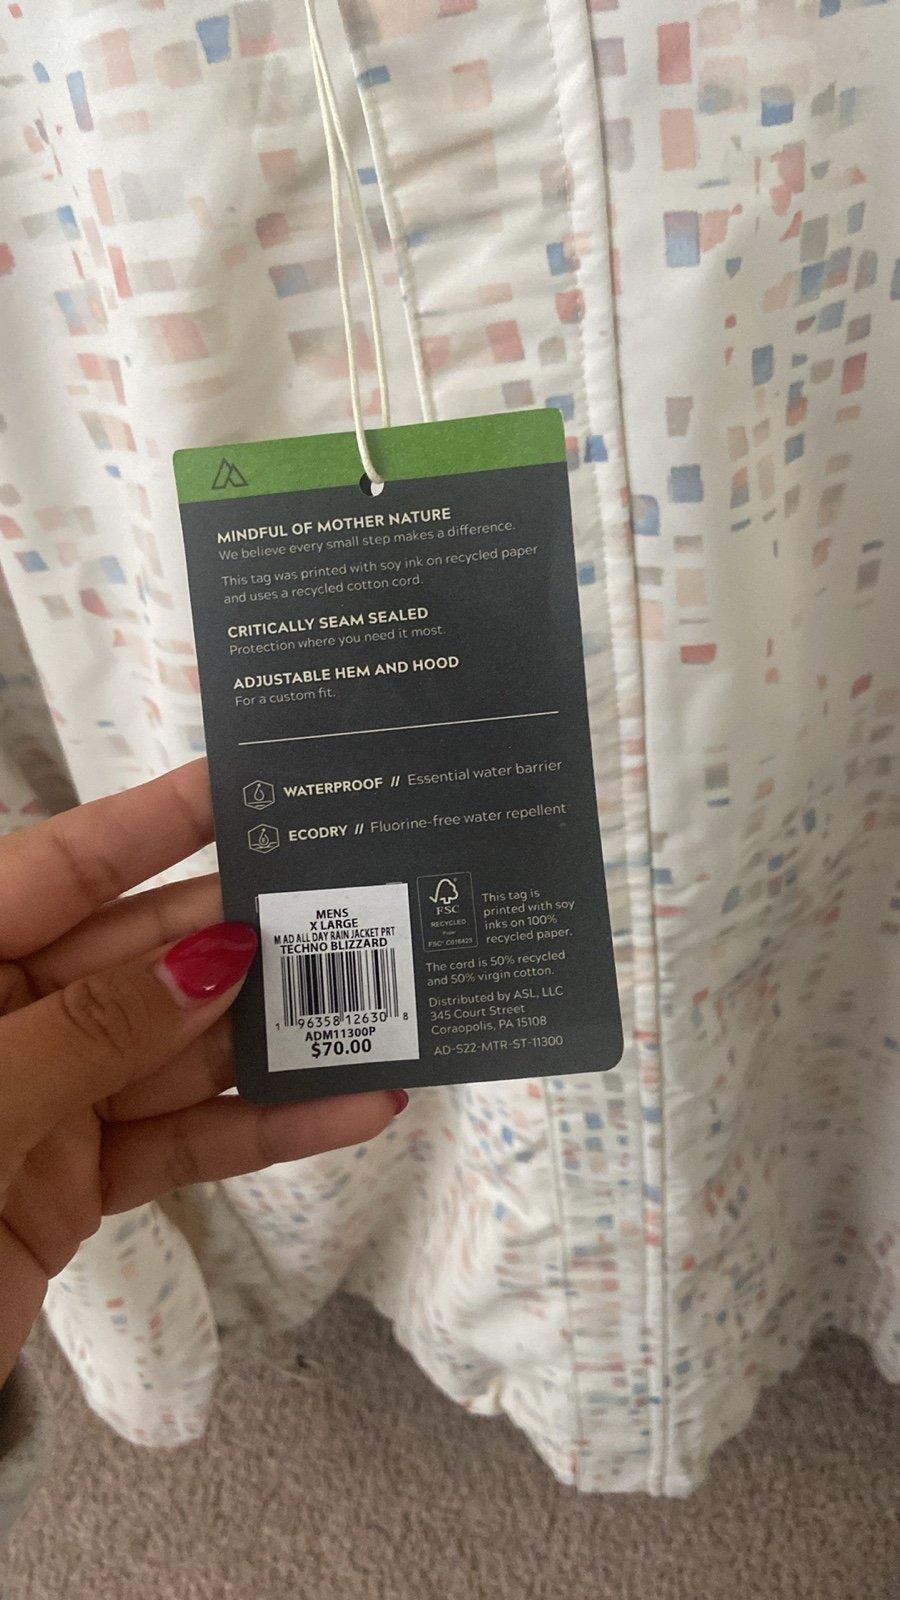 MINDFUL OF MOTHER NATURE
We believe every small step makes a difference.
This tag was printed with soy ink on recycled paper
and uses a recycled cotton cord.
CRITICALLY SEAM SEALED
Protection where you need it most.
ADJUSTABLE HEM AND HOOD
For a custom fit.
WATERPROOF // Essential water barrier
ECODRY // Fluorine-free water repellent
MENS
X LARGE
M AD ALL DAY RAIN JACKET PRT
TECHNO BLIZZARD
1 96358 12630 8
ADM11300P
$70.00
FSC
RECYCLED
Paper
FSC® C016425
This tag is
printed with soy
inks on 100%
recycled paper.
The cord is 50% recycled
and 50% virgin cotton.
Distributed by ASL, LLC
345 Court Street
Coraopolis, PA 15108
AD-S22-MTR-ST-11300